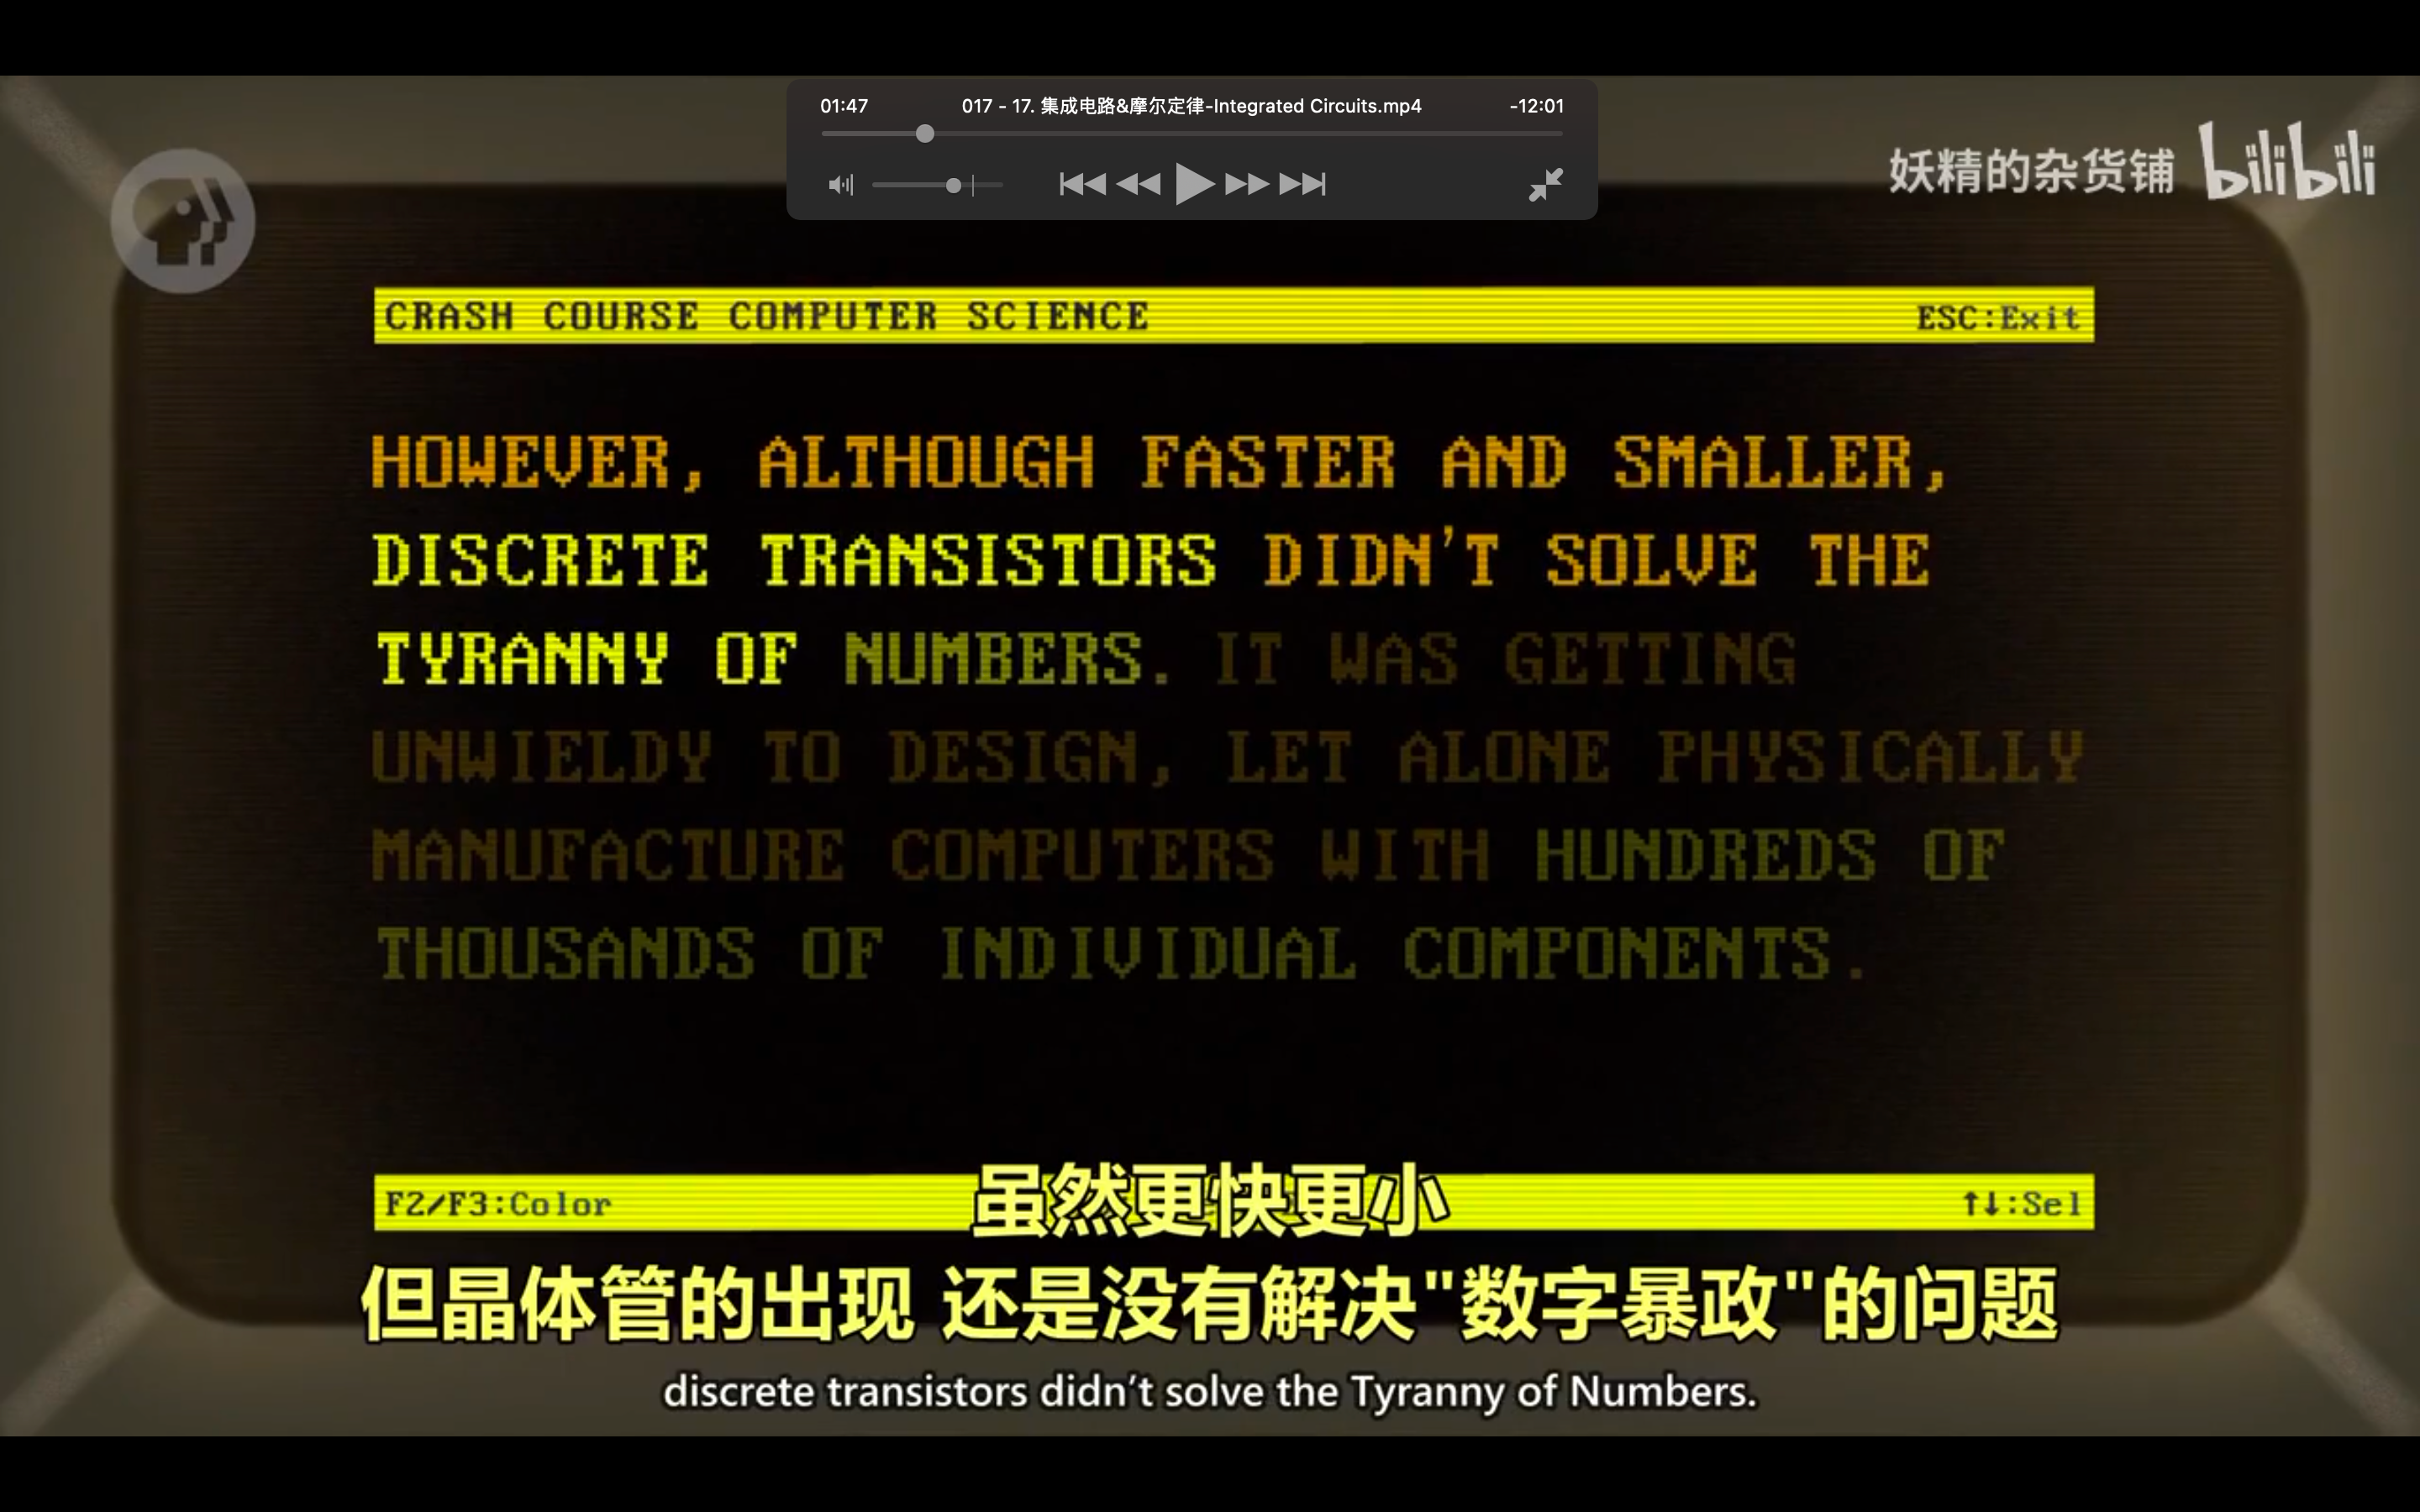 01:47 017 - 17. 集成电路&摩尔定律-Integrated Circuits.mp4 -12:01
妖精的杂货铺 bilibili
CRASH COURSE COMPUTER SCIENCE ESC:Exit
HOWEVER, ALTHOUGH FASTER AND SMALLER,
DISCRETE TRANSISTORS DIDN'T SOLVE THE
TYRANNY OF NUMBERS. IT WAS GETTING
UNWIELDY TO DESIGN, LET ALONE PHYSICALLY
MANUFACTURE COMPUTERS WITH HUNDREDS OF
THOUSANDS OF INDIVIDUAL COMPONENTS.
F2/F3:Color ↑↓:Sel
虽然更快更小
但晶体管的出现 还是没有解决"数字暴政"的问题
discrete transistors didn’t solve the Tyranny of Numbers.